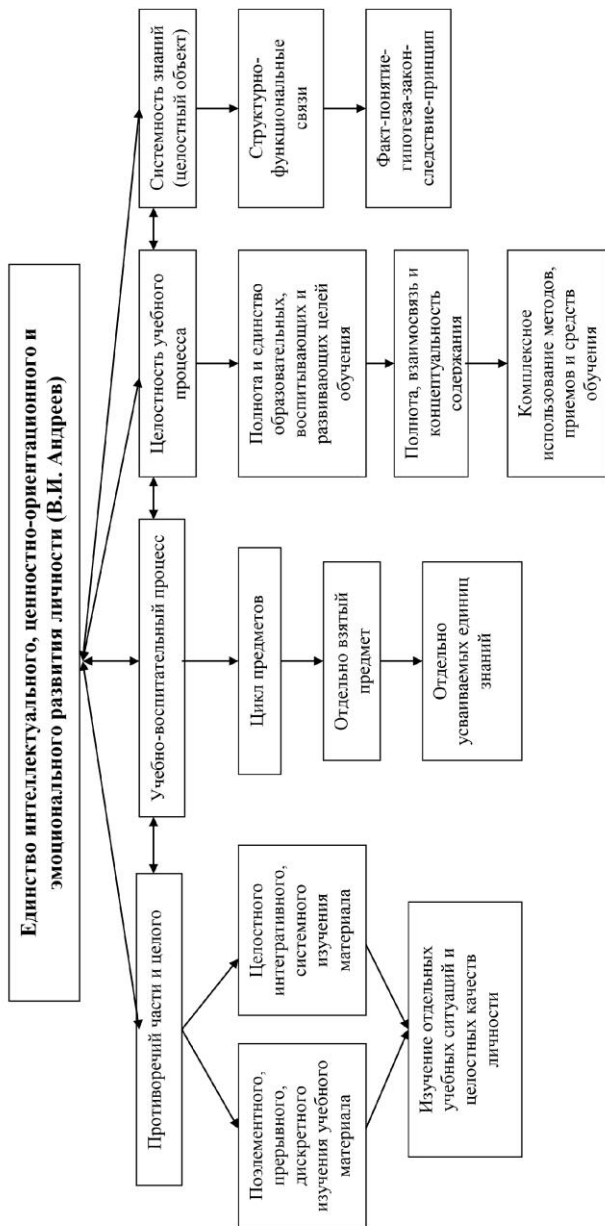 Единство интеллектуального, ценностно-ориентационного и
эмоционального развития личности (В.И. Андреев)
Противоречий части и целого
Учебно-воспитательный процесс
Целостность учебного
процесса
Системность знаний
(целостный объект)
Поэлементного,
прерывного,
дискретного
изучения учебного
материала
Целостного
интегративного,
системного
изучения
материала
Цикл предметов
Полнота и единство
образовательных,
воспитывающих и
развивающих целей
обучения
Структурно-
функциональные
связи
Отдельно взятый
предмет
Полнота, взаимосвязь и
концептуальность
содержания
Факт-понятие-
гипотеза-закон-
следствие-принцип
Изучение отдельных
учебных ситуаций и
целостных качеств
личности
Отдельно
усваиваемых единиц
знаний
Комплексное
использование методов,
приемов и средств
обучения